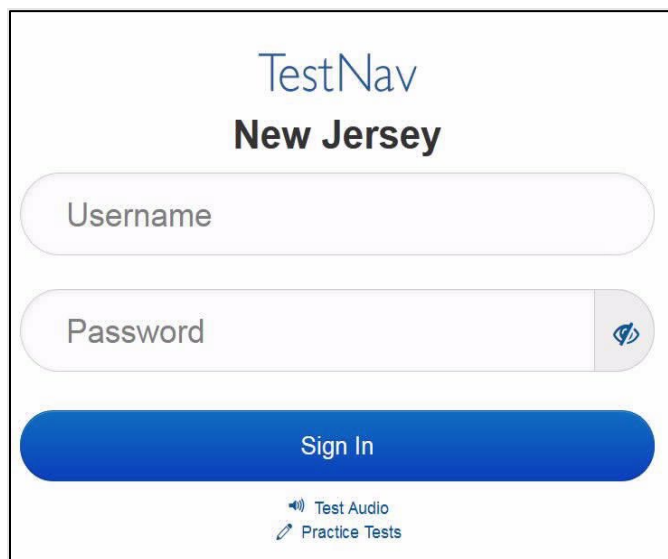 TestNav
New Jersey
Username
Password
Sign In
Test Audio
Practice Tests